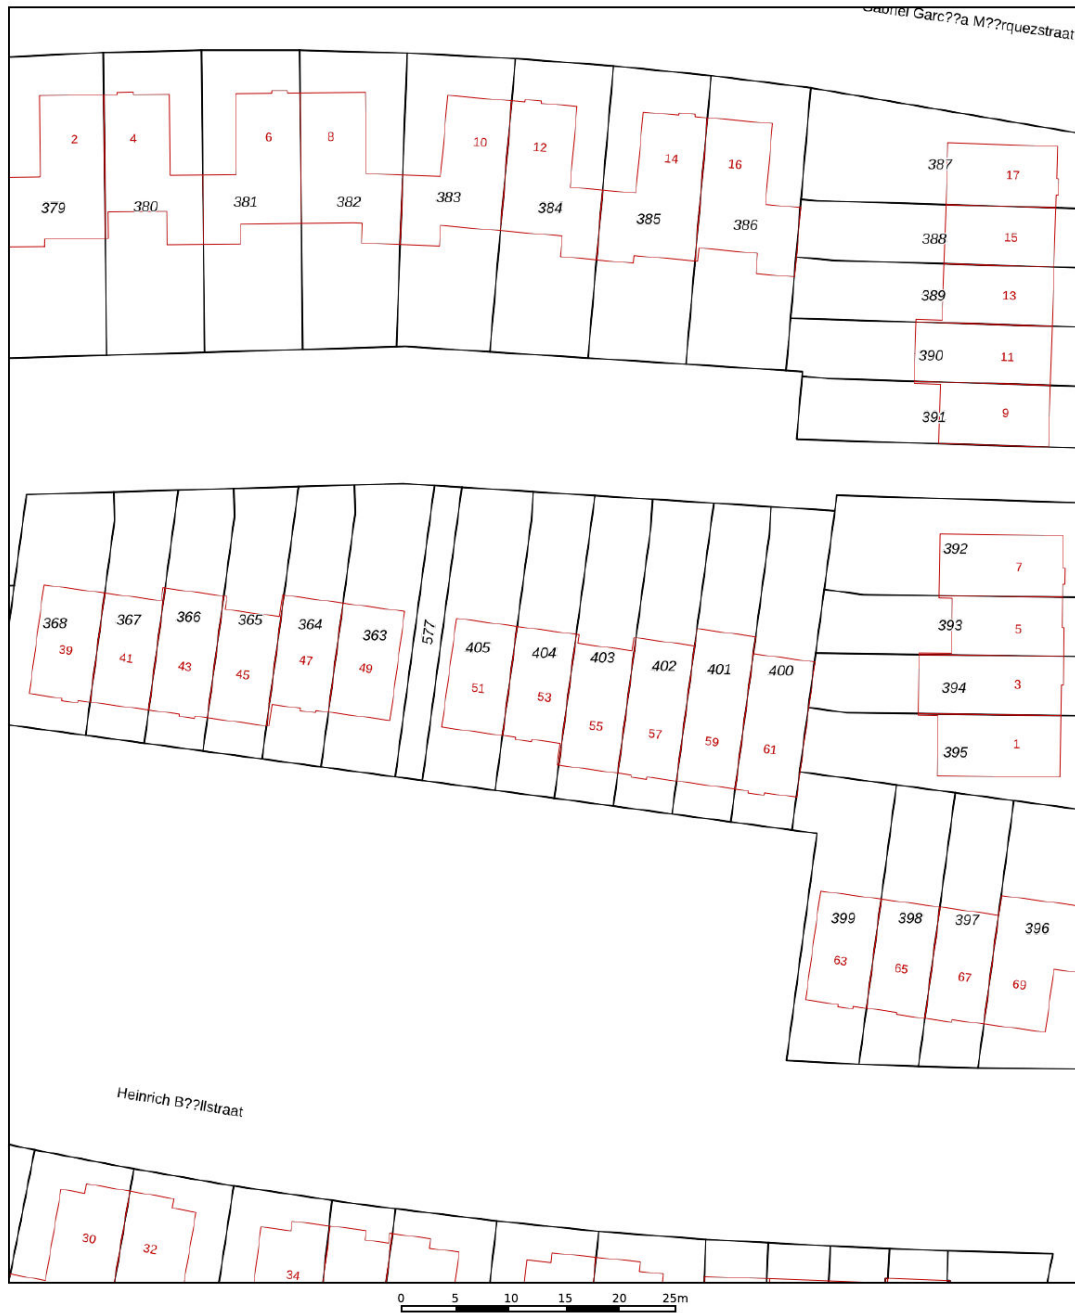 Gabriel Garc??a M??rquezstraat
2 4 6 8 10 12 14 16
387 17
379 380 381 382 383 384 385 386
388 15
389 13
390 11
391 9
392 7
368 367 366 365 364 363 577 405 404 403 402 401 400
393 5
39 41 43 45 47 49 51 53 55 57 59 61
394 3
395 1
399 398 397 396
63 65 67 69
Heinrich B??llstraat
30 32 34
0 5 10 15 20 25m